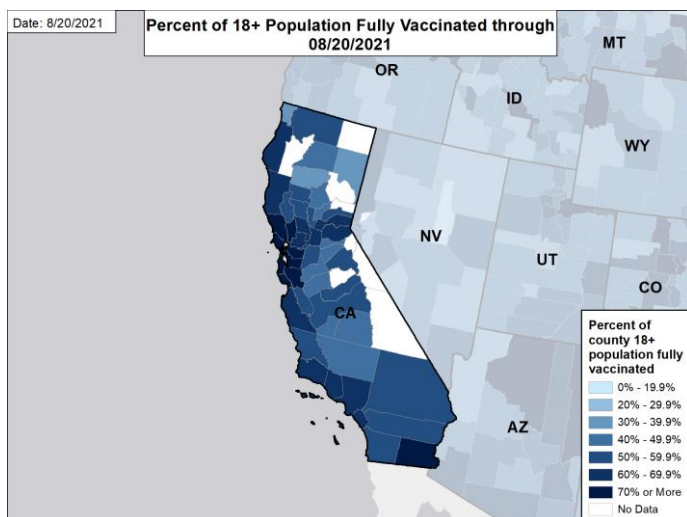 Date: 8/20/2021
Percent of 18+ Population Fully Vaccinated through
08/20/2021
MT
OR
ID
WY
NV
UT
CO
CA
AZ
Percent of
county 18+
population fully
vaccinated
0% - 19.9%
20% - 29.9%
30% - 39.9%
40% - 49.9%
50% - 59.9%
60% - 69.9%
70% or More
No Data